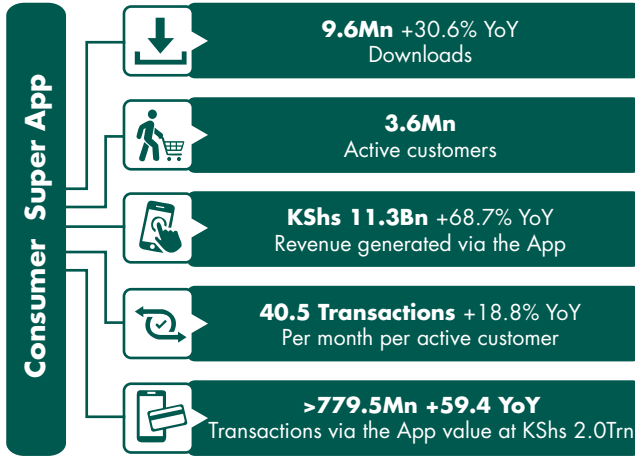 Consumer Super App
9.6Mn +30.6% YoY
Downloads
3.6Mn
Active customers
KShs 11.3Bn +68.7% YoY
Revenue generated via the App
40.5 Transactions +18.8% YoY
Per month per active customer
>779.5Mn +59.4 YoY
Transactions via the App value at KShs 2.0Trn